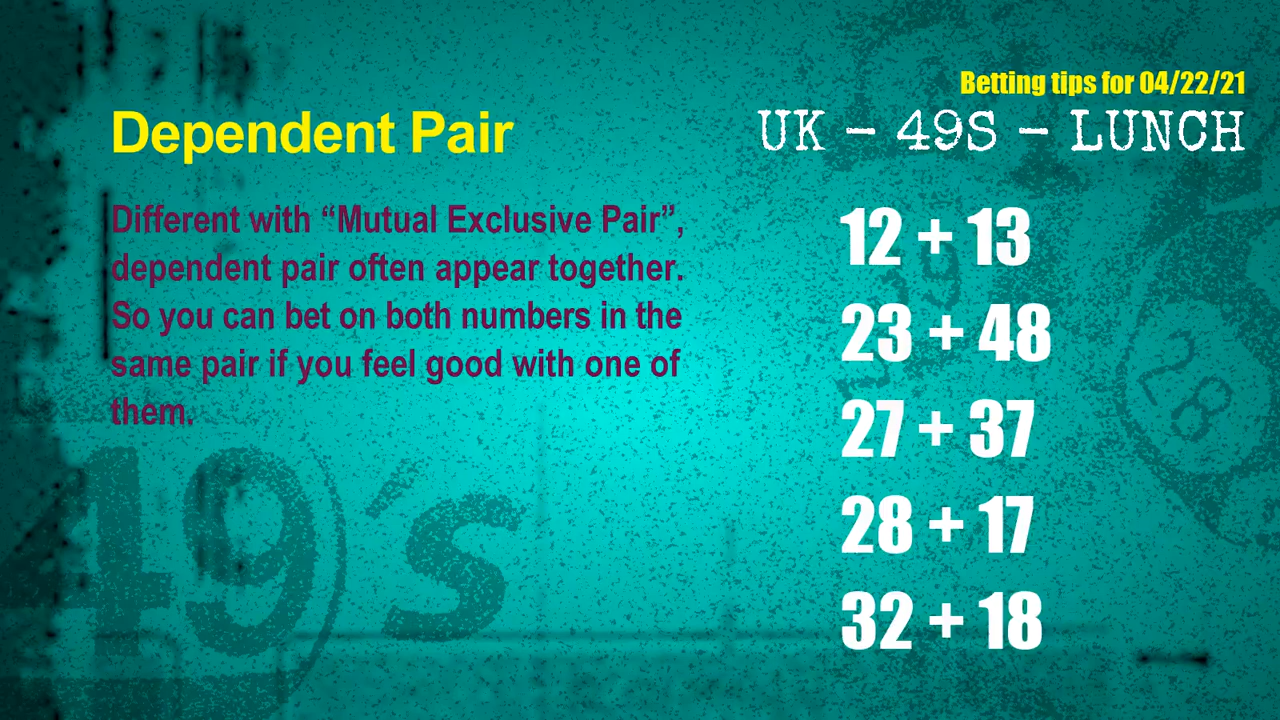 Betting tips for 04/22/21
UK - 49S - LUNCH
Dependent Pair
Different with “Mutual Exclusive Pair”,
dependent pair often appear together.
So you can bet on both numbers in the
same pair if you feel good with one of
them.
12 + 13
23 + 48
27 + 37
28 + 17
32 + 18
49's
28